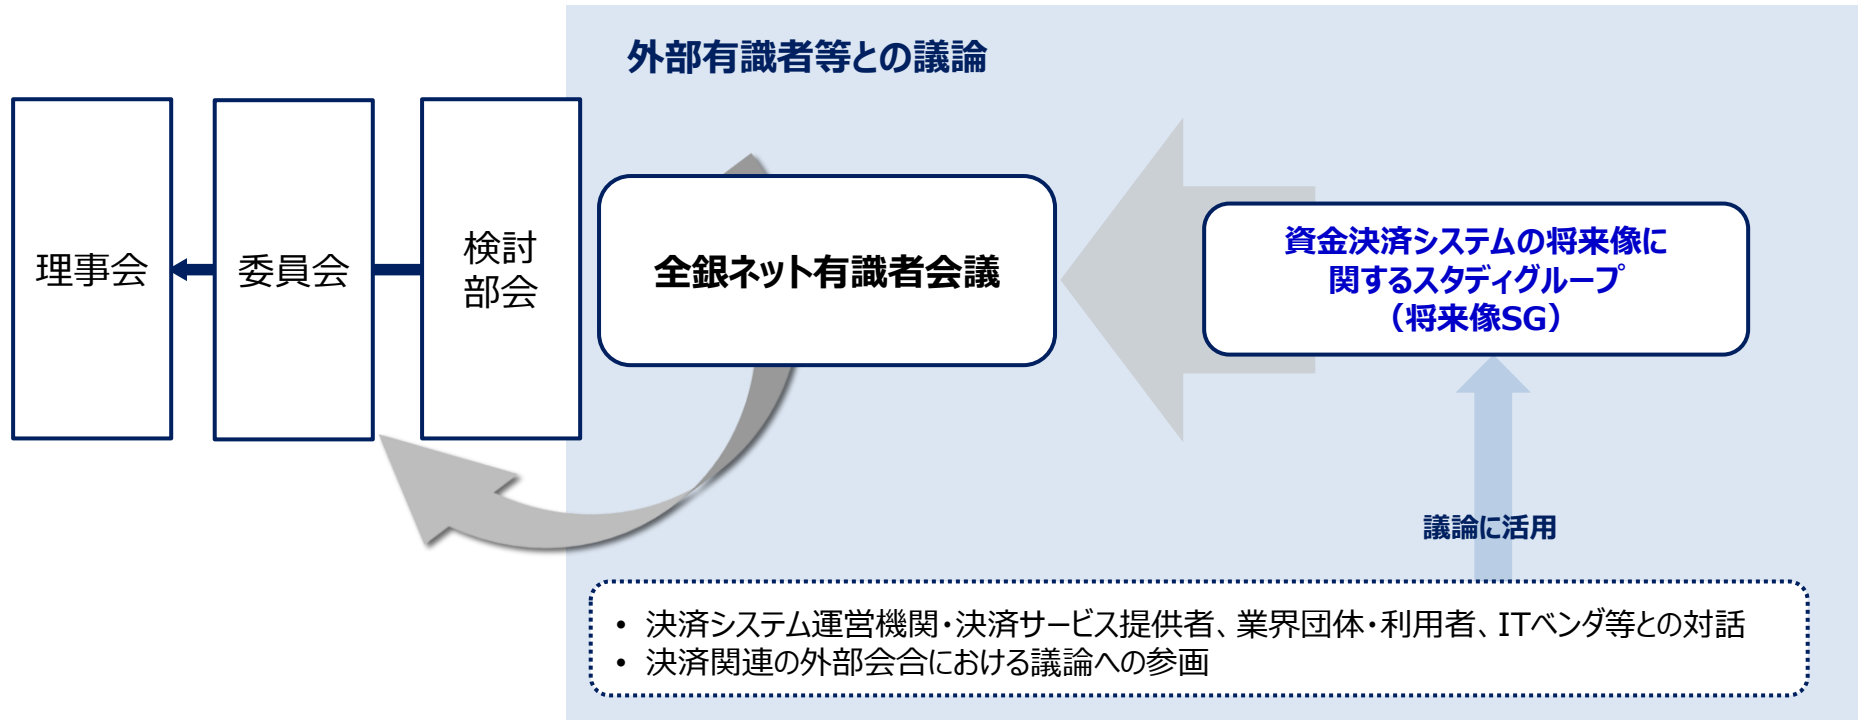 外部有識者等との議論
理事会
委員会
検討
部会
全銀ネット有識者会議
資金決済システムの将来像に
関するスタディグループ
（将来像SG）
議論に活用
• 決済システム運営機関・決済サービス提供者、業界団体・利用者、ITベンダ等との対話
• 決済関連の外部会合における議論への参画